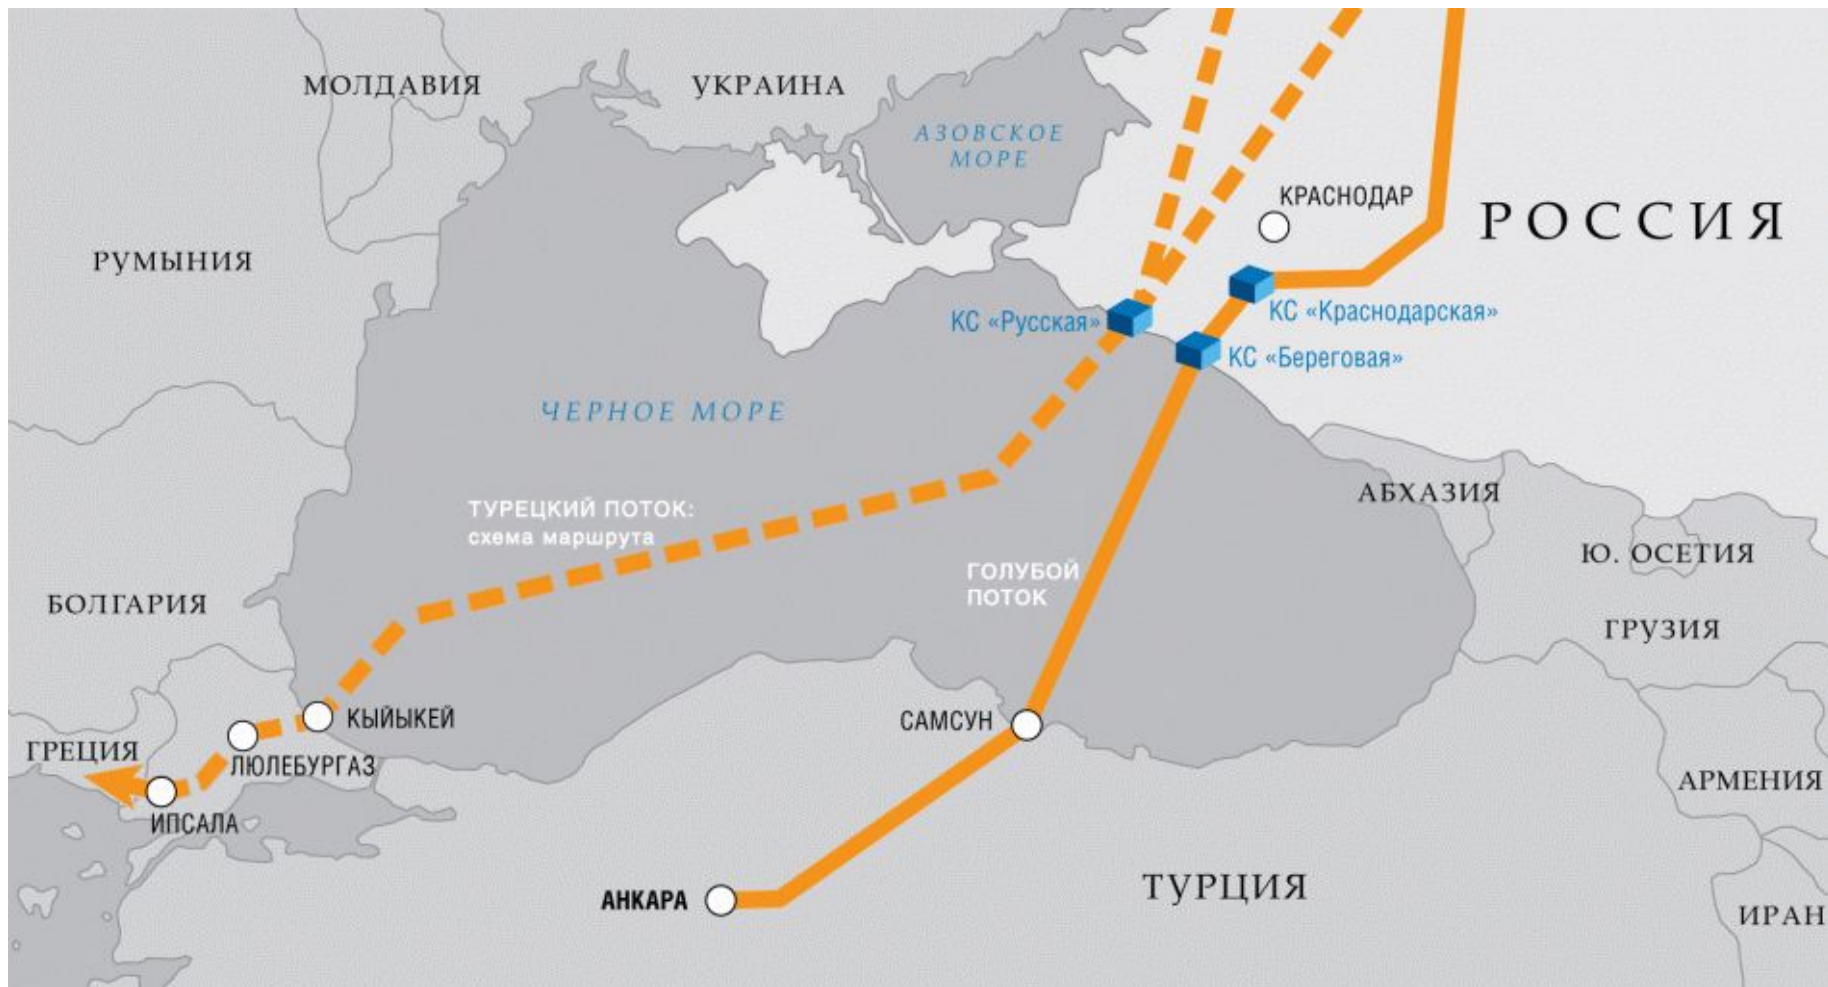 МОЛДАВИЯ
УКРАИНА
АЗОВСКОЕ
МОРЕ
КРАСНОДАР
РОССИЯ
РУМЫНИЯ
КС «Русская»
КС «Краснодарская»
КС «Береговая»
ЧЕРНОЕ МОРЕ
ТУРЕЦКИЙ ПОТОК:
схема маршрута
АБХАЗИЯ
Ю. ОСЕТИЯ
ГОЛУБОЙ
ПОТОК
БОЛГАРИЯ
ГРУЗИЯ
КЫЙЫКЕЙ
САМСУН
ГРЕЦИЯ
ЛЮЛЕБУРГАЗ
АРМЕНИЯ
ИПСАЛА
АНКАРА
ТУРЦИЯ
ИРАН